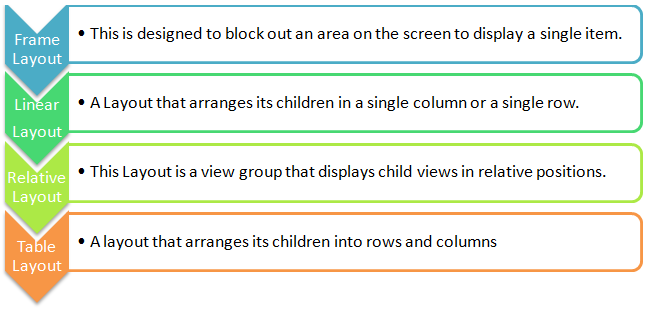 Frame
Layout
• This is designed to block out an area on the screen to display a single item.
Linear
Layout
• A Layout that arranges its children in a single column or a single row.
Relative
Layout
• This Layout is a view group that displays child views in relative positions.
Table
Layout
• A layout that arranges its children into rows and columns